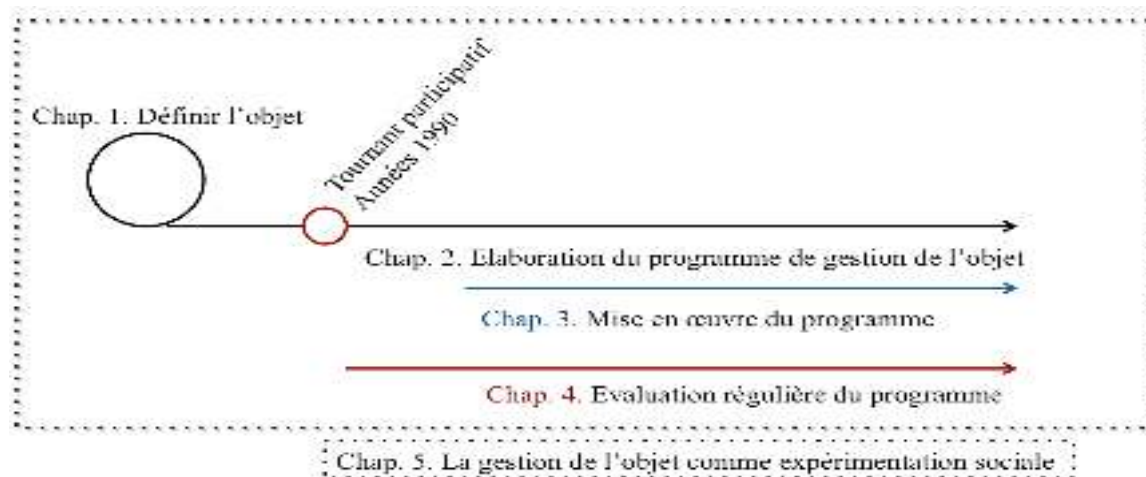 Chap. 1. Définir l'objet
Tournant participatif
Années 1990
Chap. 2. Elaboration du programme de gestion de l'objet
Chap. 3. Mise en œuvre du programme
Chap. 4. Evaluation régulière du programme
Chap. 5. La gestion de l'objet comme expérimentation sociale